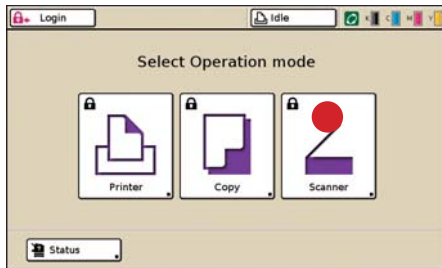 Login
Idle
K C M Y
Select Operation mode
Printer
Copy
Scanner
Status